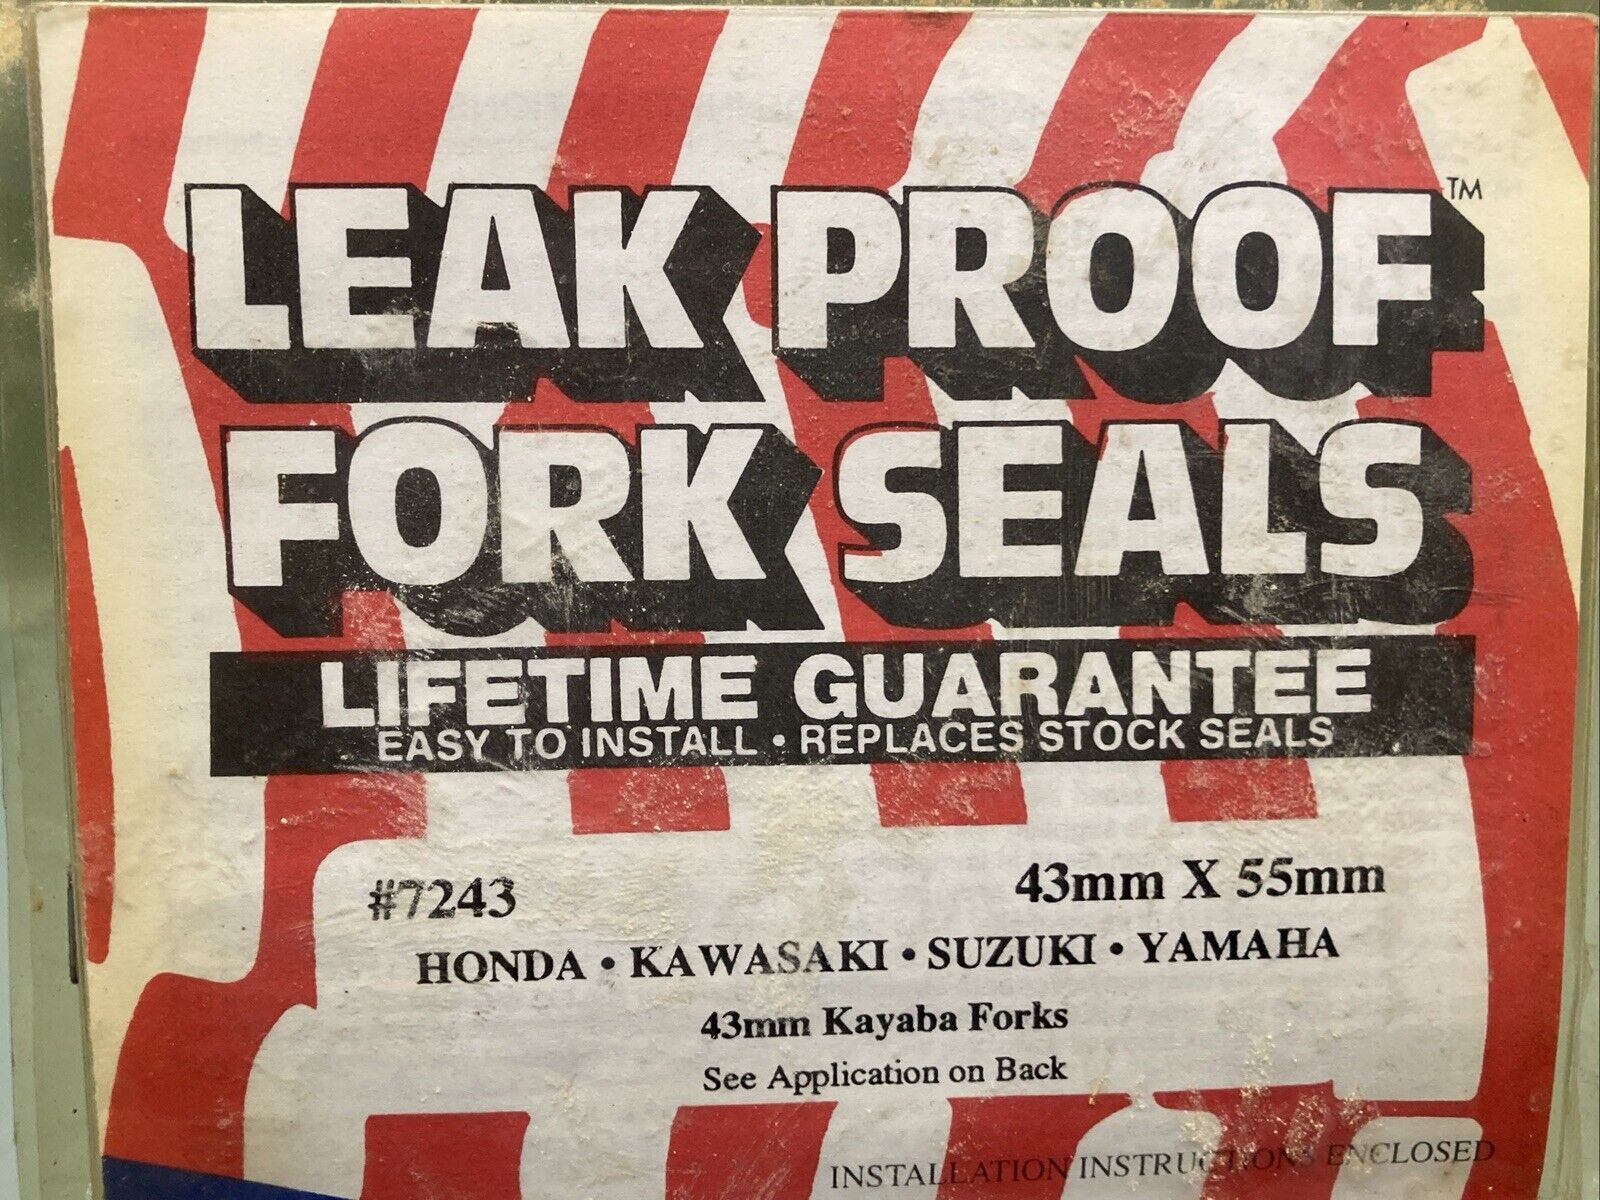 LEAK PROOF™
FORK SEALS
LIFETIME GUARANTEE
EASY TO INSTALL • REPLACES STOCK SEALS
#7243 43mm X 55mm
HONDA • KAWASAKI • SUZUKI • YAMAHA
43mm Kayaba Forks
See Application on Back
INSTALLATION INSTRUCTIONS ENCLOSED